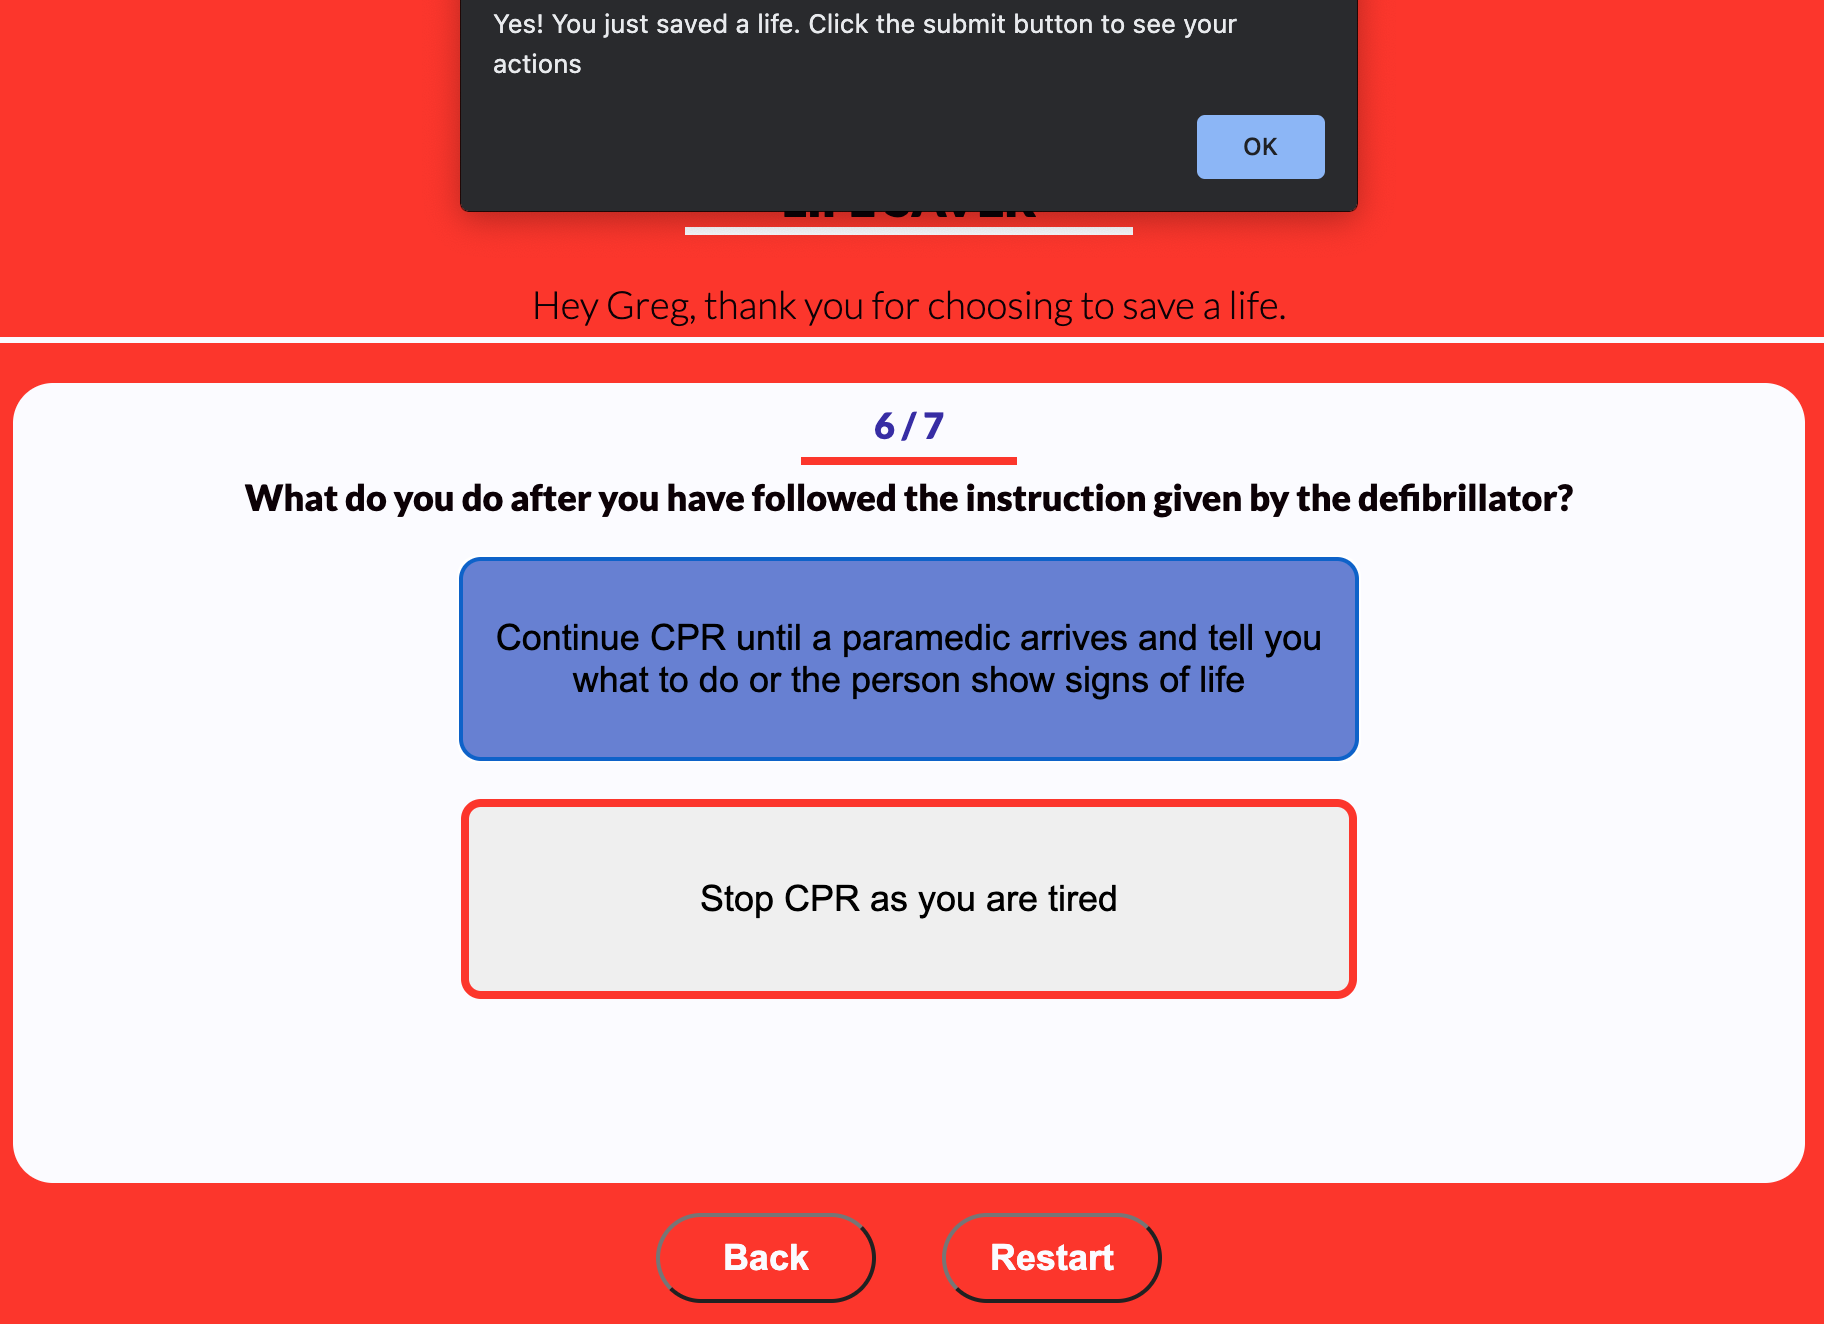 Yes! You just saved a life. Click the submit button to see your
actions
OK
LIFE SAVER
Hey Greg, thank you for choosing to save a life.
6 / 7
What do you do after you have followed the instruction given by the defibrillator?
Continue CPR until a paramedic arrives and tell you
what to do or the person show signs of life
Stop CPR as you are tired
Back
Restart